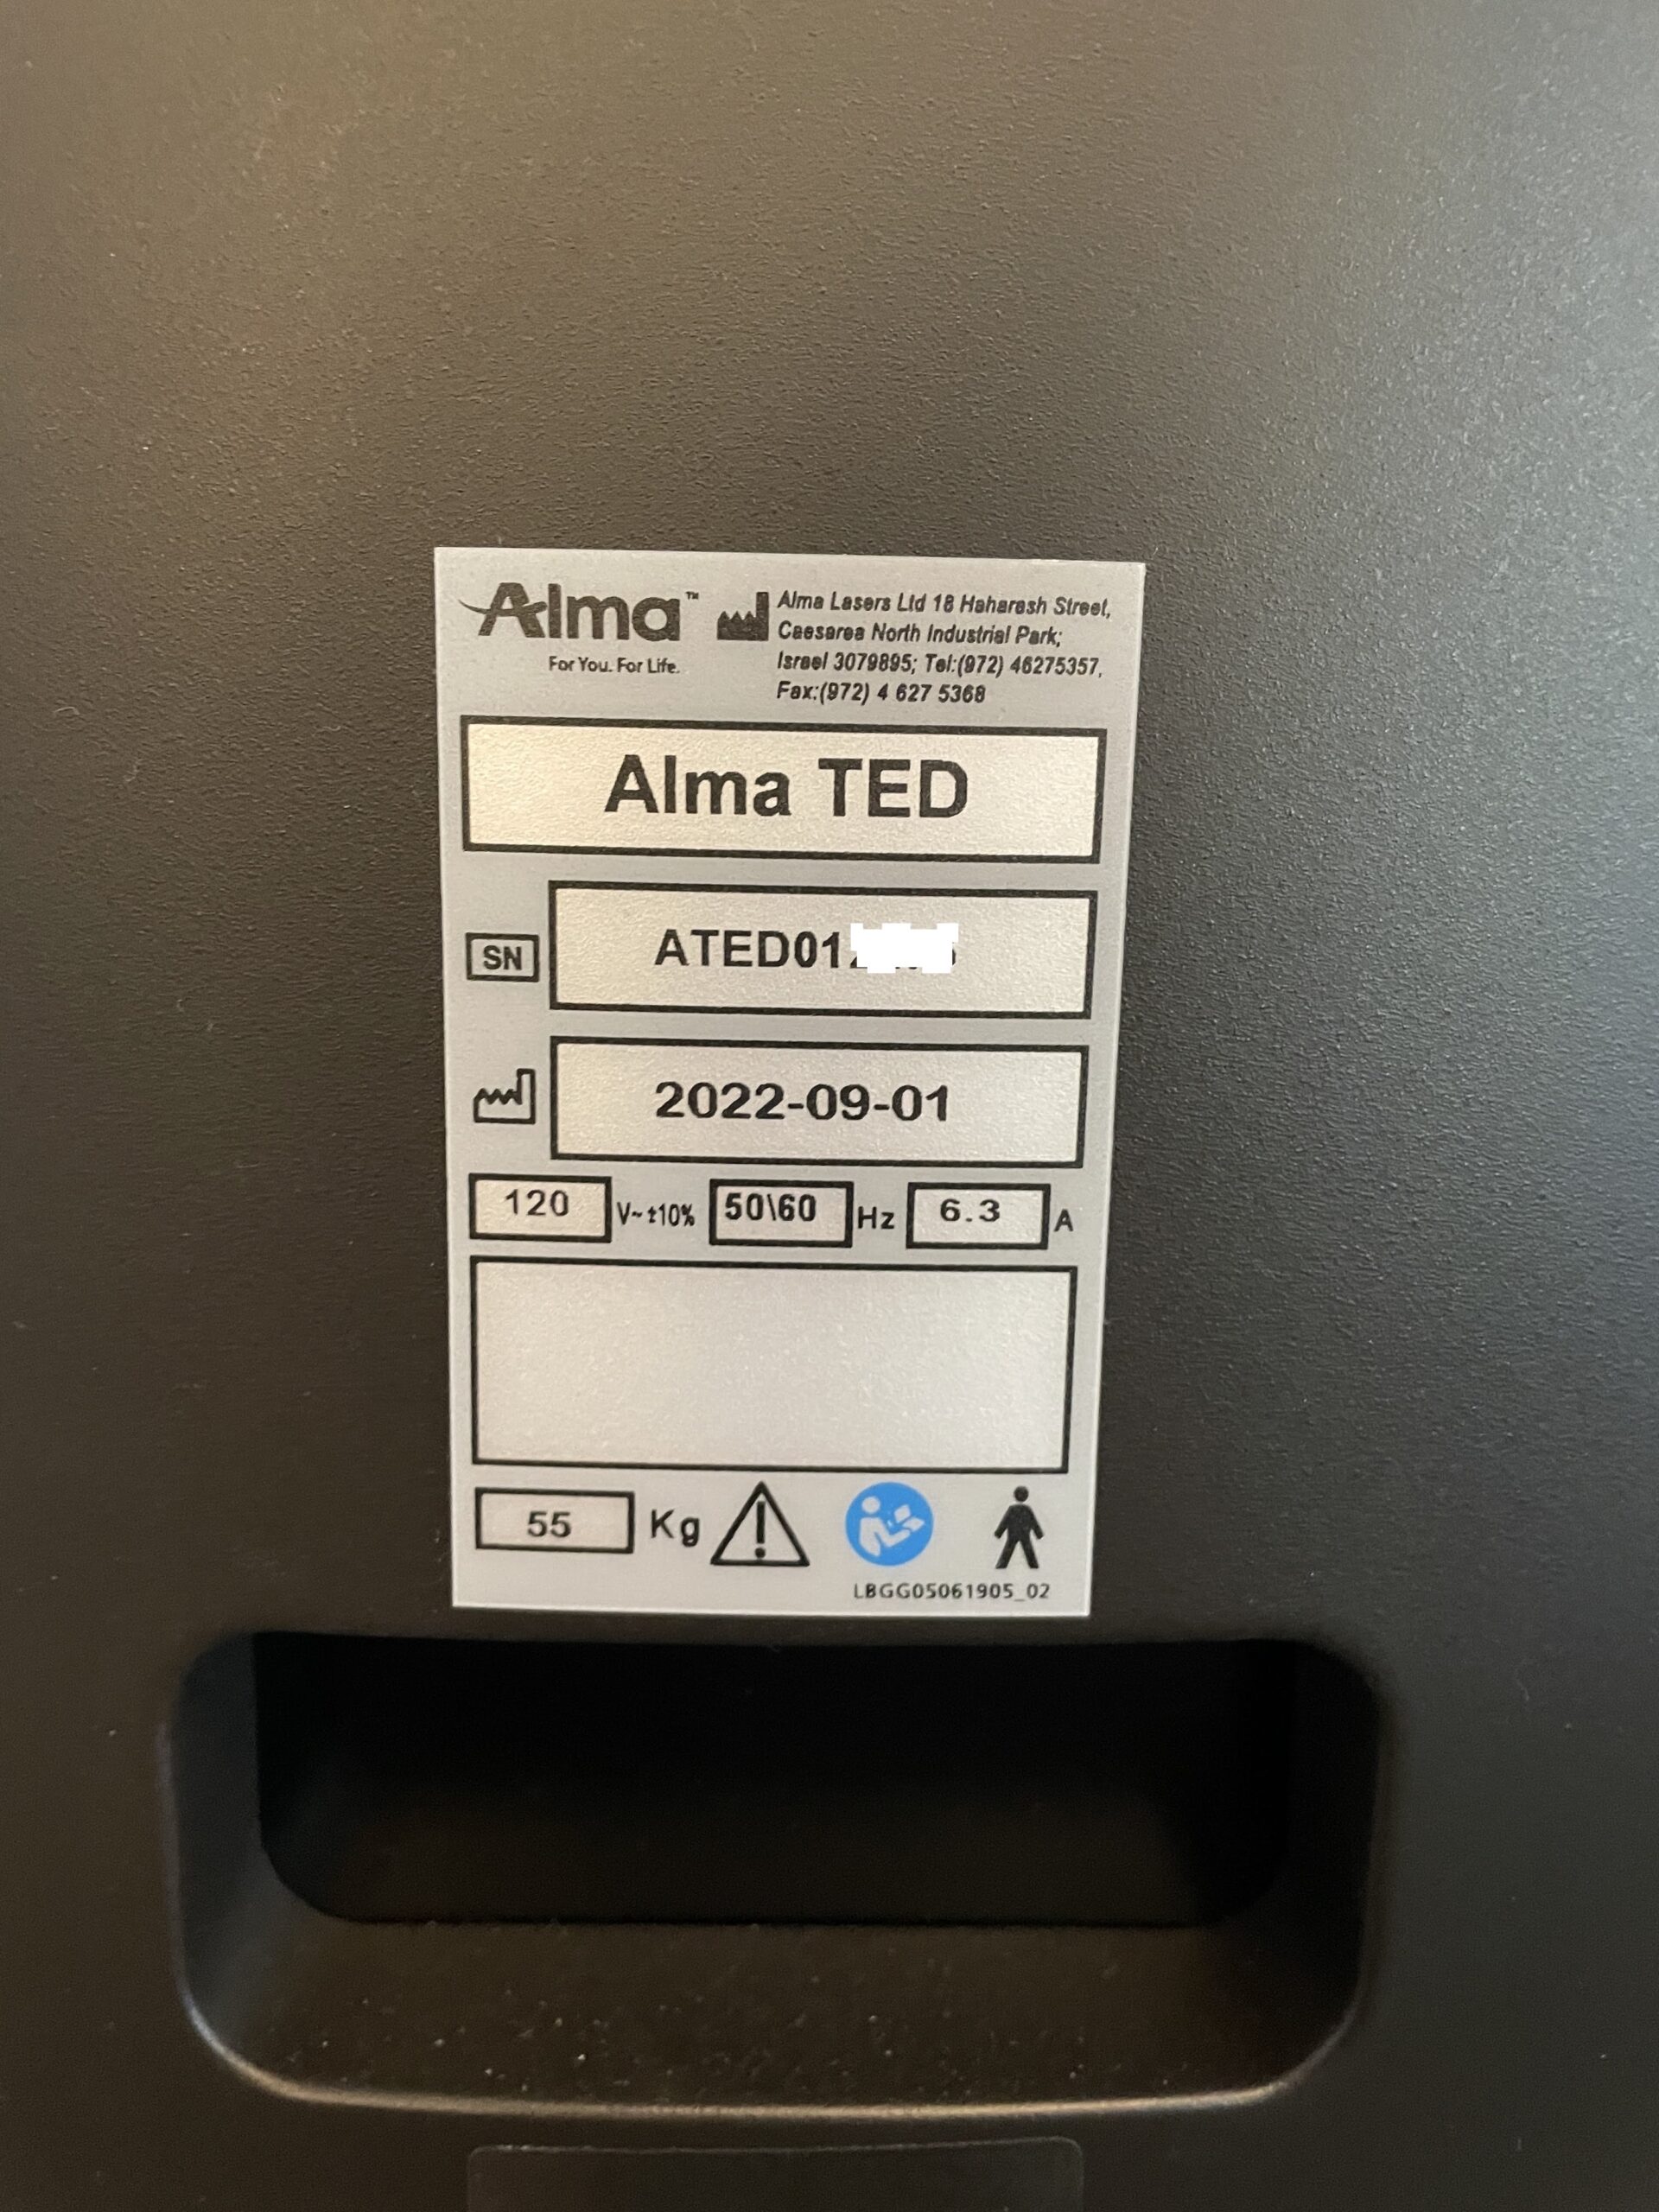 Alma™
For You. For Life.
Alma Lasers Ltd 18 Haharash Street,
Caesarea North Industrial Park;
Israel 3079895; Tel:(972) 46275357,
Fax:(972) 4 627 5368
Alma TED
SN
2022-09-01
120 V~ ±10% 50\60 Hz 6.3 A
55 Kg
LBGG05061905_02